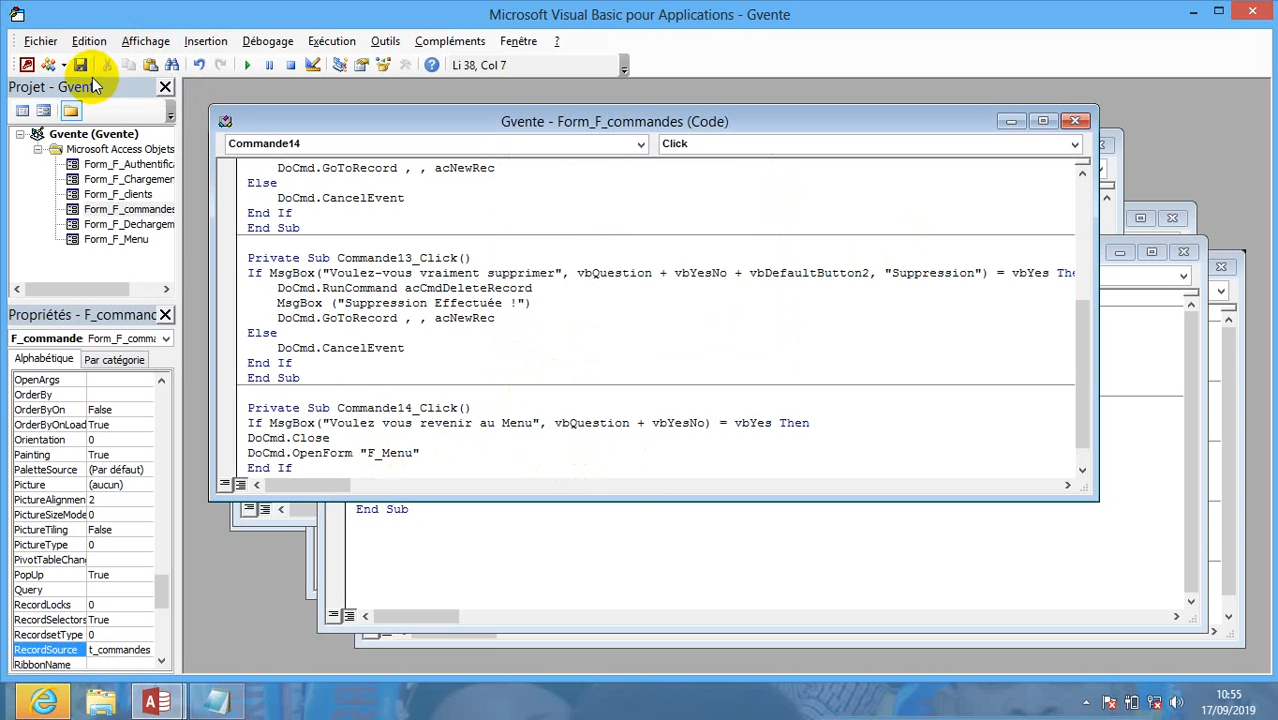 Microsoft Visual Basic pour Applications - Gvente
Fichier Edition Affichage Insertion Débogage Exécution Outils Compléments Fenêtre ?
Li 38, Col 7
Projet - Gvente
Gvente (Gvente)
Microsoft Access Objets
Form_F_Authentific
Form_F_Chargemen
Form_F_clients
Form_F_commandes
Form_F_Dechargem
Form_F_Menu
Propriétés - F_command
F_commande Form_F_comma
Alphabétique Par catégorie
OpenArgs
OrderBy
OrderByOn False
OrderByOnLoad True
Orientation 0
Painting True
PaletteSource (Par défaut)
Picture (aucun)
PictureAlignmen 2
PictureSizeMode 0
PictureTiling False
PictureType 0
PivotTableChang
PopUp True
Query
RecordLocks 0
RecordSelectors True
RecordsetType 0
RecordSource t_commandes
RibbonName
Gvente - Form_F_commandes (Code)
Commande14 Click
DoCmd.GoToRecord , , acNewRec
Else
DoCmd.CancelEvent
End If
End Sub
Private Sub Commande13_Click()
If MsgBox("Voulez-vous vraiment supprimer", vbQuestion + vbYesNo + vbDefaultButton2, "Suppression") = vbYes The
DoCmd.RunCommand acCmdDeleteRecord
MsgBox ("Suppression Effectuée !")
DoCmd.GoToRecord , , acNewRec
Else
DoCmd.CancelEvent
End If
End Sub
Private Sub Commande14_Click()
If MsgBox("Voulez vous revenir au Menu", vbQuestion + vbYesNo) = vbYes Then
DoCmd.Close
DoCmd.OpenForm "F_Menu"
End If
End Sub
10:55
17/09/2019